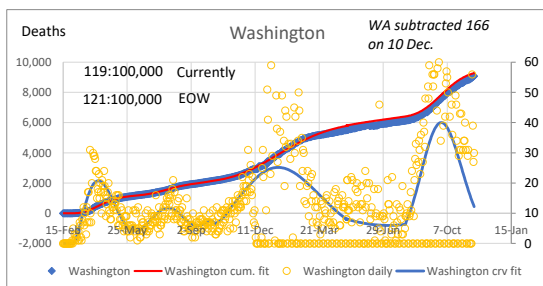 Deaths
Washington
WA subtracted 166
on 10 Dec.
119:100,000 Currently
121:100,000 EOW
10,000
8,000
6,000
4,000
2,000
0
-2,000
60
50
40
30
20
10
0
15-Feb 25-May 2-Sep 11-Dec 21-Mar 29-Jun 7-Oct 15-Jan
Washington Washington cum. fit Washington daily Washington crv fit